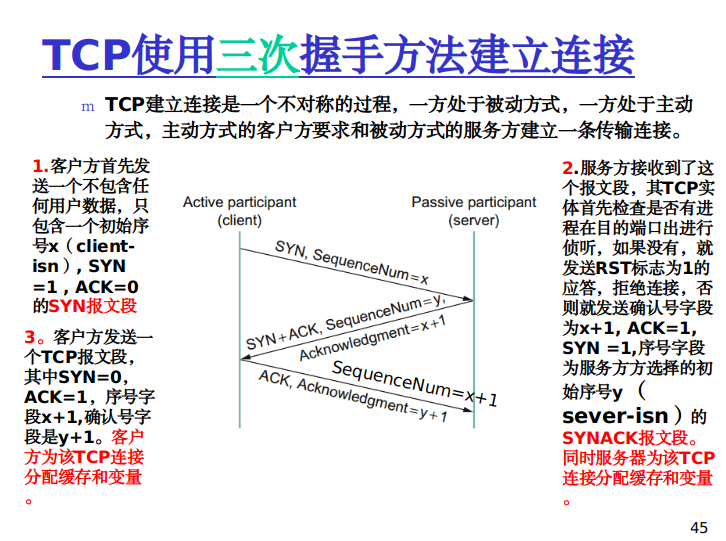 TCP使用三次握手方法建立连接
m TCP建立连接是一个不对称的过程，一方处于被动方式，一方处于主动
方式，主动方式的客户方要求和被动方式的服务方建立一条传输连接。
1.客户方首先发
送一个不包含任
何用户数据，只
包含一个初始序
号x（client-
isn）, SYN
=1 , ACK=0
的SYN报文段
3。客户方发送一
个TCP报文段，
其中SYN=0，
ACK=1，序号字
段x+1,确认号字
段是y+1。客户
方为该TCP连接
分配缓存和变量
。
Active participant
(client)
Passive participant
(server)
SYN, SequenceNum=x
SYN+ACK, SequenceNum=y,
Acknowledgment=x+1
SequenceNum=x+1
ACK, Acknowledgment=y+1
2.服务方接收到了这
个报文段，其TCP实
体首先检查是否有进
程在目的端口出进行
侦听，如果没有，就
发送RST标志为1的
应答，拒绝连接，否
则就发送确认号字段
为x+1, ACK=1,
SYN =1,序号字段
为服务方方选择的初
始序号y （
sever-isn）的
SYNACK报文段。
同时服务器为该TCP
连接分配缓存和变量
。
45